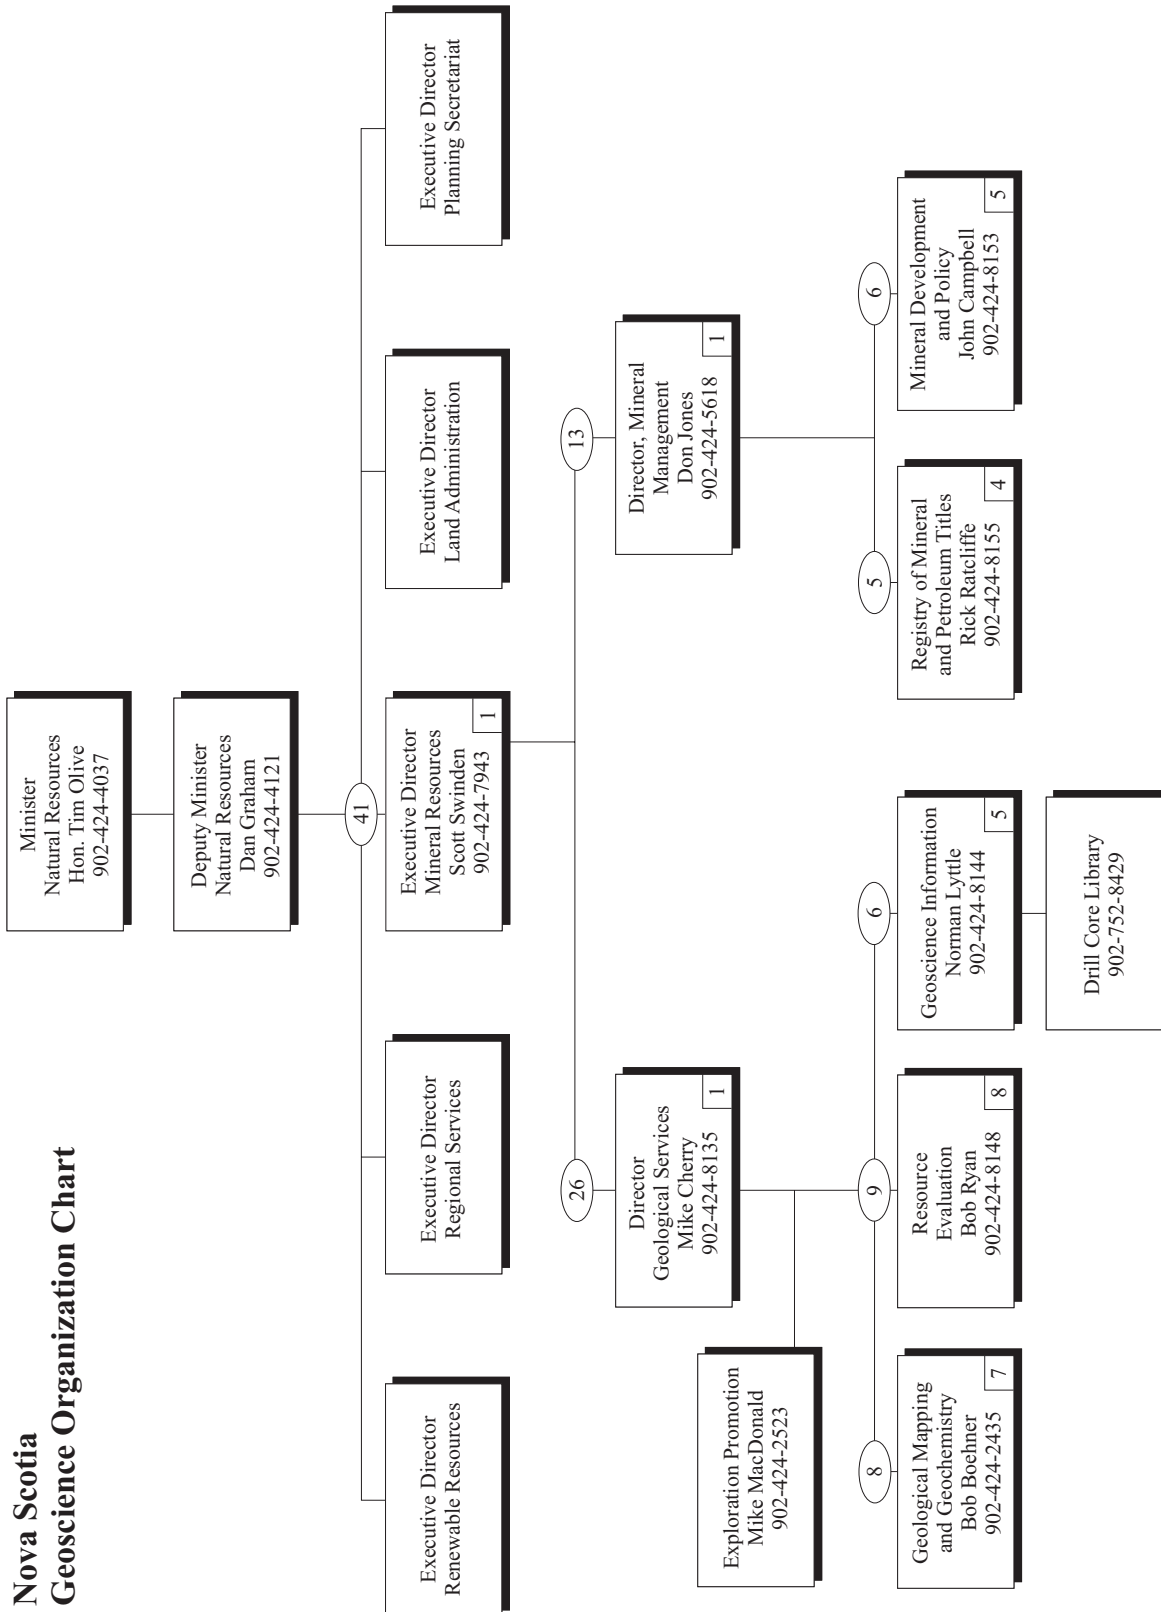 Nova Scotia
Geoscience Organization Chart
Minister
Natural Resources
Hon. Tim Olive
902-424-4037
Deputy Minister
Natural Resources
Dan Graham
902-424-4121
41
Executive Director
Renewable Resources
Executive Director
Regional Services
Executive Director
Mineral Resources
Scott Swinden
902-424-7943
1
Executive Director
Land Administration
Executive Director
Planning Secretariat
26
Director
Geological Services
Mike Cherry
902-424-8135
1
13
Director, Mineral
Management
Don Jones
902-424-5618
1
Exploration Promotion
Mike MacDonald
902-424-2523
8
Geological Mapping
and Geochemistry
Bob Boehner
902-424-2435
7
9
Resource
Evaluation
Bob Ryan
902-424-8148
8
6
Geoscience Information
Norman Lyttle
902-424-8144
5
Drill Core Library
902-752-8429
5
Registry of Mineral
and Petroleum Titles
Rick Ratcliffe
902-424-8155
4
6
Mineral Development
and Policy
John Campbell
902-424-8153
5